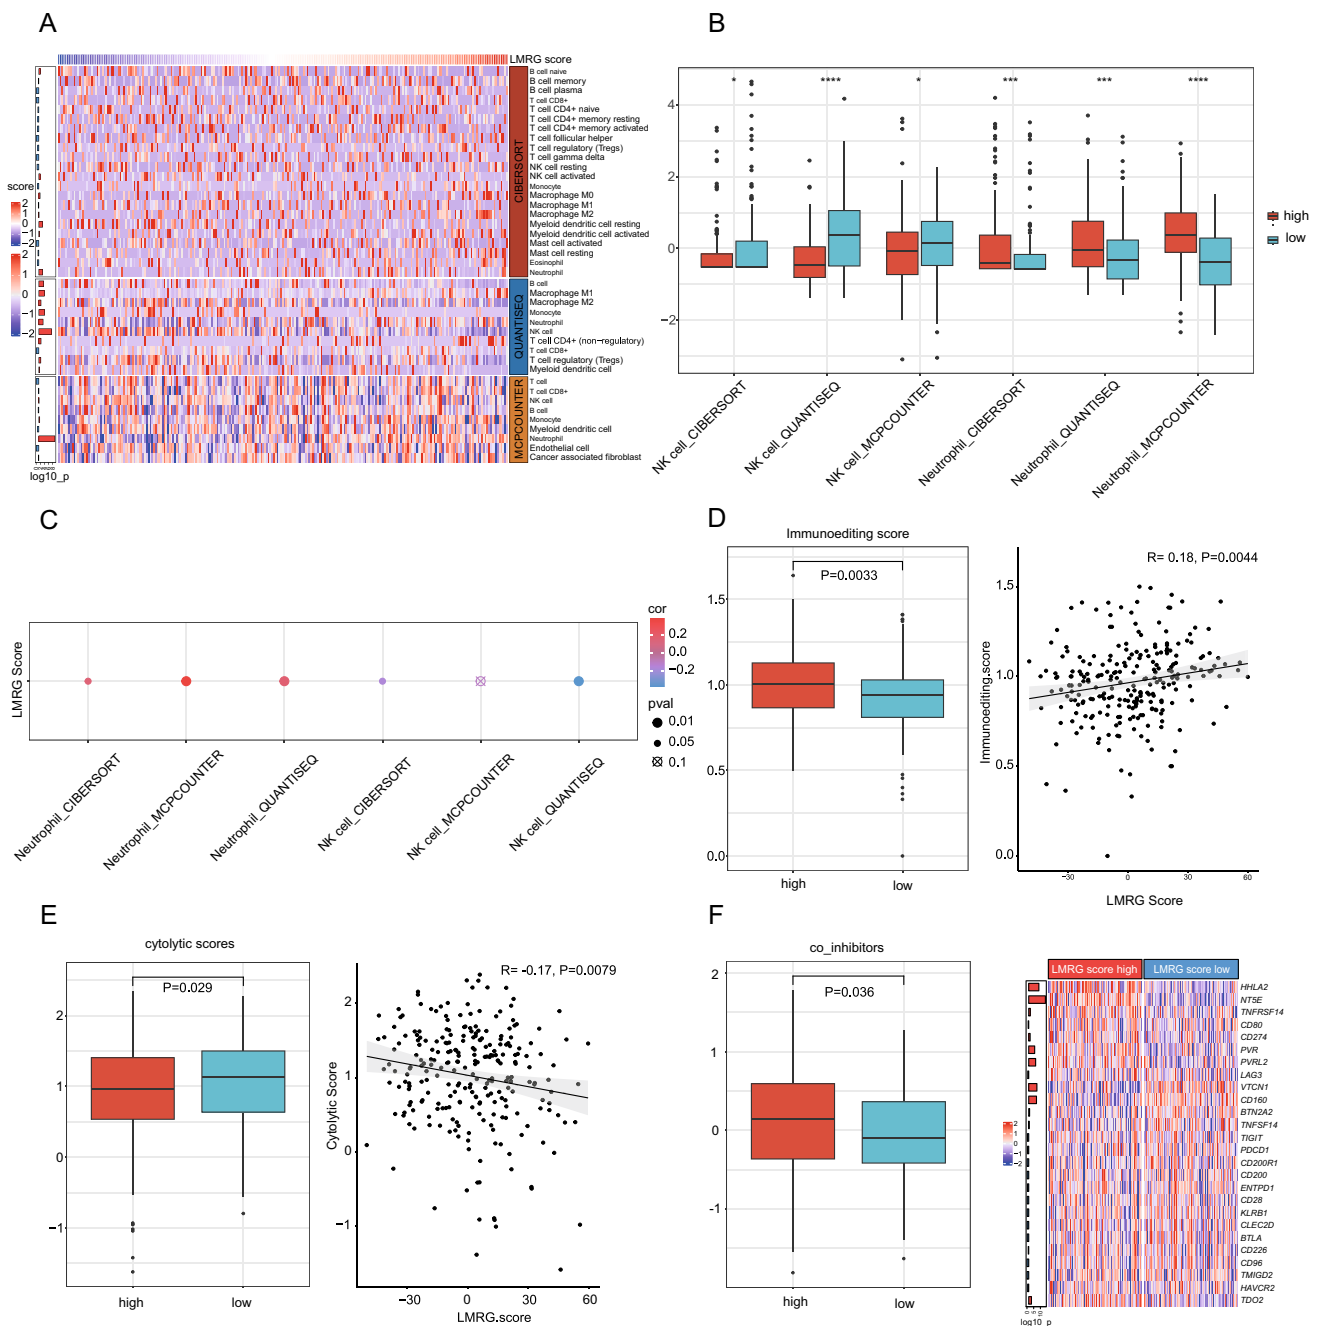 A
LMRG score
B cell naive
B cell memory
B cell plasma
T cell CD8+
T cell CD4+ naive
T cell CD4+ memory resting
T cell CD4+ memory activated
T cell follicular helper
T cell regulatory (Tregs)
T cell gamma delta
NK cell resting
NK cell activated
Monocyte
Macrophage M0
Macrophage M1
Macrophage M2
Myeloid dendritic cell resting
Myeloid dendritic cell activated
Mast cell activated
Mast cell resting
Eosinophil
Neutrophil
CIBERSORT
B cell
Macrophage M1
Macrophage M2
Monocyte
Neutrophil
NK cell
T cell CD4+ (non-regulatory)
T cell CD8+
T cell regulatory (Tregs)
Myeloid dendritic cell
QUANTISEQ
T cell
T cell CD8+
NK cell
B cell
Monocyte
Myeloid dendritic cell
Neutrophil
Endothelial cell
Cancer associated fibroblast
MCPCOUNTER
score
2
1
0
−1
−2
2
1
0
−1
−2
log10_p
B
* **** * *** *** ****
4
2
0
−2
NK cell_CIBERSORT
NK cell_QUANTISEQ
NK cell_MCPCOUNTER
Neutrophil_CIBERSORT
Neutrophil_QUANTISEQ
Neutrophil_MCPCOUNTER
high
low
C
LMRG Score
Neutrophil_CIBERSORT
Neutrophil_MCPCOUNTER
Neutrophil_QUANTISEQ
NK cell_CIBERSORT
NK cell_MCPCOUNTER
NK cell_QUANTISEQ
cor
0.2
0.0
−0.2
pval
0.01
0.05
0.1
D
Immunoediting score
P=0.0033
1.5
1.0
0.5
0.0
high low
R= 0.18, P=0.0044
Immunoediting.score
1.5
1.0
0.5
0.0
−30 0 30 60
LMRG Score
E
cytolytic scores
P=0.029
2
1
0
−1
high low
R= -0.17, P=0.0079
Cytolytic Score
2
1
0
−1
−30 0 30 60
LMRG.score
F
co_inhibitors
P=0.036
2
1
0
-1
high low
LMRG score high LMRG score low
HHLA2
NT5E
TNFRSF14
CD80
CD274
PVR
PVRL2
LAG3
VTCN1
CD160
BTN2A2
TNFSF14
TIGIT
PDCD1
CD200R1
CD200
ENTPD1
CD28
KLRB1
CLEC2D
BTLA
CD226
CD96
TMIGD2
HAVCR2
TDO2
2
1
0
−1
−2
0 5 10
log10_p